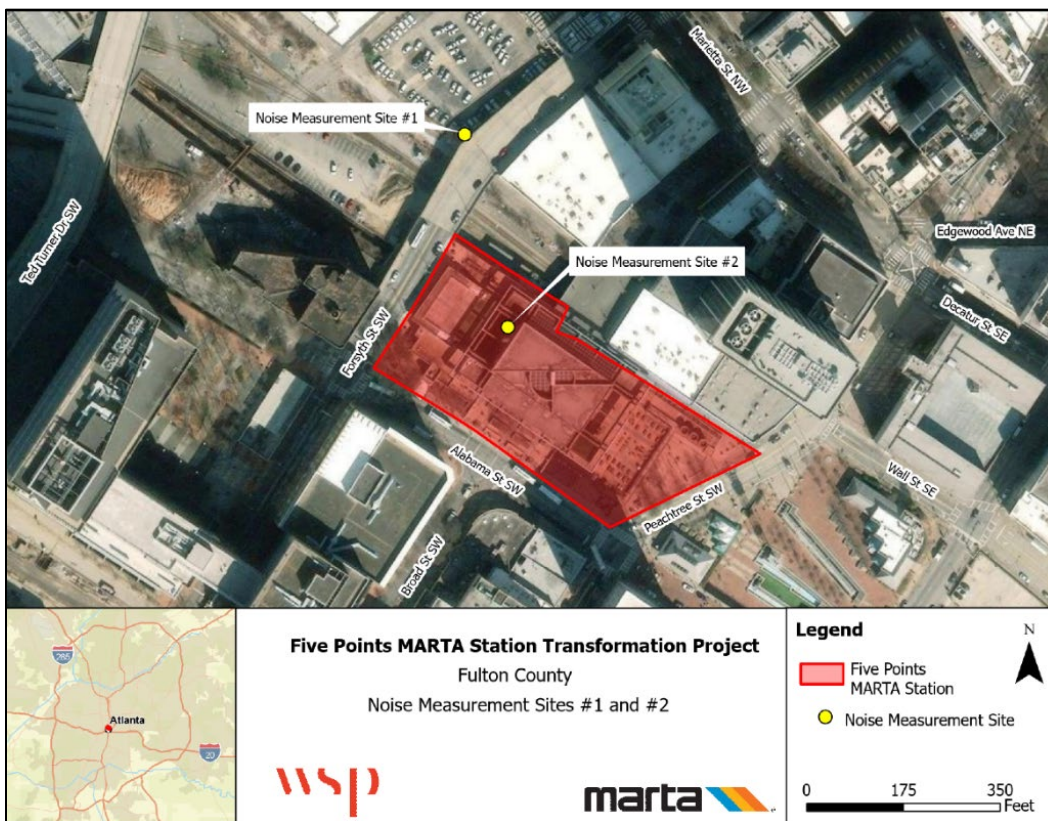 Marietta St NW
Noise Measurement Site #1
Ted Turner Dr SW
Edgewood Ave NE
Noise Measurement Site #2
Decatur St SE
Forsyth St SW
Alabama St SW
Wall St SE
Peachtree St SW
Broad St SW
Five Points MARTA Station Transformation Project
Fulton County
Noise Measurement Sites #1 and #2
wsp
marta
285
Atlanta
20
Legend
N
Five Points
MARTA Station
Noise Measurement Site
0 175 350
Feet